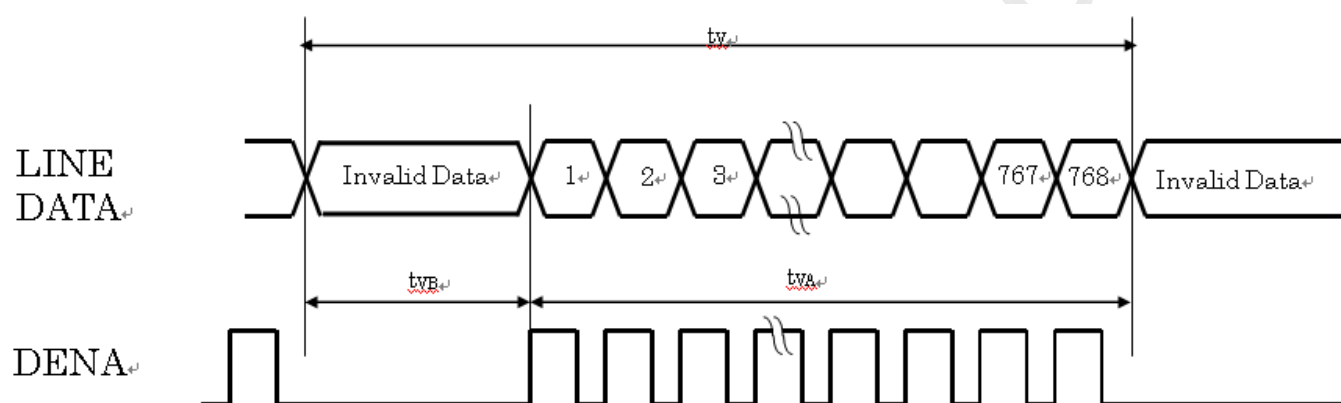 tv↵
LINE
DATA↵
Invalid Data↵ 1↵ 2↵ 3↵ 767↵ 768↵ Invalid Data↵
tvB↵ tvA↵
DENA↵